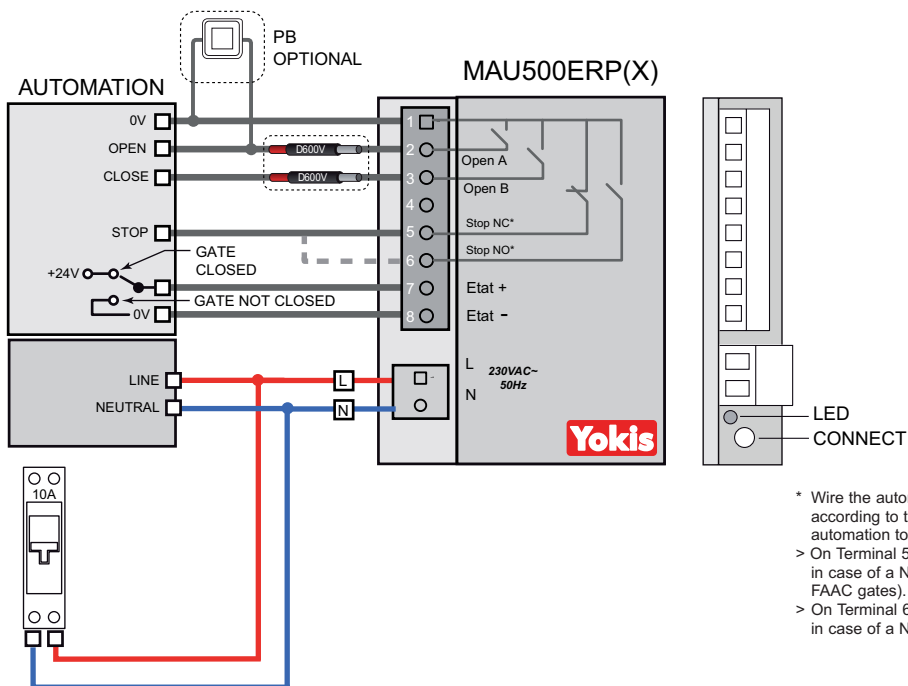 PB
OPTIONAL
AUTOMATION
MAU500ERP(X)
0V
OPEN
CLOSE
STOP
D600V
D600V
+24V
GATE
CLOSED
GATE NOT CLOSED
0V
1
2
3
4
5
6
7
8
Open A
Open B
Stop NC*
Stop NO*
Etat +
Etat -
LINE
NEUTRAL
L
N
L
N
230VAC~
50Hz
Yokis
LED
CONNECT
10A
* Wire the auto
according to t
automation to
> On Terminal 5
in case of a N
FAAC gates).
> On Terminal 6
in case of a N